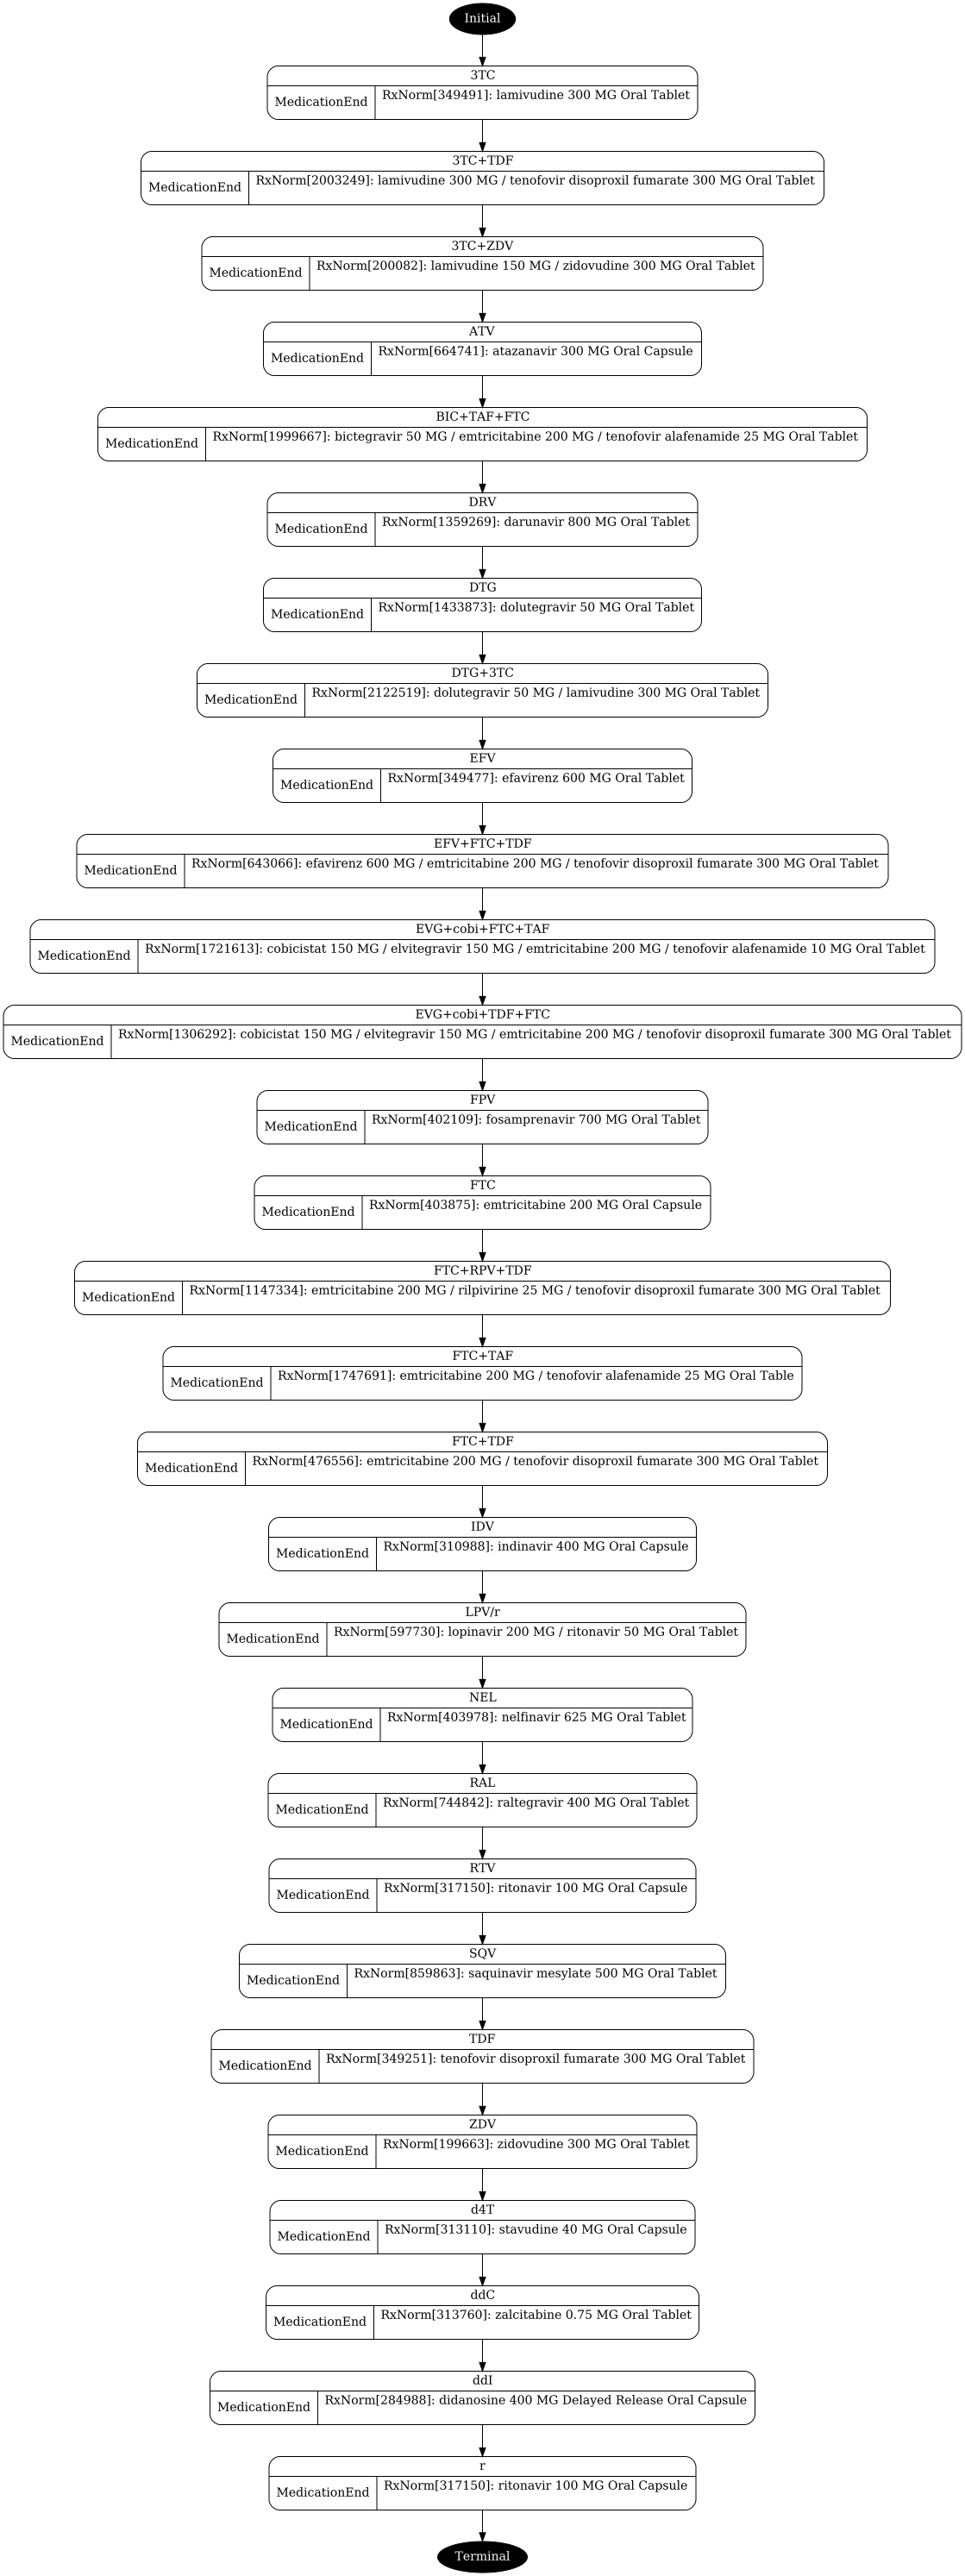 Initial
3TC
MedicationEnd
RxNorm[349491]: lamivudine 300 MG Oral Tablet
3TC+TDF
MedicationEnd
RxNorm[2003249]: lamivudine 300 MG / tenofovir disoproxil fumarate 300 MG Oral Tablet
3TC+ZDV
MedicationEnd
RxNorm[200082]: lamivudine 150 MG / zidovudine 300 MG Oral Tablet
ATV
MedicationEnd
RxNorm[664741]: atazanavir 300 MG Oral Capsule
BIC+TAF+FTC
MedicationEnd
RxNorm[1999667]: bictegravir 50 MG / emtricitabine 200 MG / tenofovir alafenamide 25 MG Oral Tablet
DRV
MedicationEnd
RxNorm[1359269]: darunavir 800 MG Oral Tablet
DTG
MedicationEnd
RxNorm[1433873]: dolutegravir 50 MG Oral Tablet
DTG+3TC
MedicationEnd
RxNorm[2122519]: dolutegravir 50 MG / lamivudine 300 MG Oral Tablet
EFV
MedicationEnd
RxNorm[349477]: efavirenz 600 MG Oral Tablet
EFV+FTC+TDF
MedicationEnd
RxNorm[643066]: efavirenz 600 MG / emtricitabine 200 MG / tenofovir disoproxil fumarate 300 MG Oral Tablet
EVG+cobi+FTC+TAF
MedicationEnd
RxNorm[1721613]: cobicistat 150 MG / elvitegravir 150 MG / emtricitabine 200 MG / tenofovir alafenamide 10 MG Oral Tablet
EVG+cobi+TDF+FTC
MedicationEnd
RxNorm[1306292]: cobicistat 150 MG / elvitegravir 150 MG / emtricitabine 200 MG / tenofovir disoproxil fumarate 300 MG Oral Tablet
FPV
MedicationEnd
RxNorm[402109]: fosamprenavir 700 MG Oral Tablet
FTC
MedicationEnd
RxNorm[403875]: emtricitabine 200 MG Oral Capsule
FTC+RPV+TDF
MedicationEnd
RxNorm[1147334]: emtricitabine 200 MG / rilpivirine 25 MG / tenofovir disoproxil fumarate 300 MG Oral Tablet
FTC+TAF
MedicationEnd
RxNorm[1747691]: emtricitabine 200 MG / tenofovir alafenamide 25 MG Oral Table
FTC+TDF
MedicationEnd
RxNorm[476556]: emtricitabine 200 MG / tenofovir disoproxil fumarate 300 MG Oral Tablet
IDV
MedicationEnd
RxNorm[310988]: indinavir 400 MG Oral Capsule
LPV/r
MedicationEnd
RxNorm[597730]: lopinavir 200 MG / ritonavir 50 MG Oral Tablet
NEL
MedicationEnd
RxNorm[403978]: nelfinavir 625 MG Oral Tablet
RAL
MedicationEnd
RxNorm[744842]: raltegravir 400 MG Oral Tablet
RTV
MedicationEnd
RxNorm[317150]: ritonavir 100 MG Oral Capsule
SQV
MedicationEnd
RxNorm[859863]: saquinavir mesylate 500 MG Oral Tablet
TDF
MedicationEnd
RxNorm[349251]: tenofovir disoproxil fumarate 300 MG Oral Tablet
ZDV
MedicationEnd
RxNorm[199663]: zidovudine 300 MG Oral Tablet
d4T
MedicationEnd
RxNorm[313110]: stavudine 40 MG Oral Capsule
ddC
MedicationEnd
RxNorm[313760]: zalcitabine 0.75 MG Oral Tablet
ddI
MedicationEnd
RxNorm[284988]: didanosine 400 MG Delayed Release Oral Capsule
r
MedicationEnd
RxNorm[317150]: ritonavir 100 MG Oral Capsule
Terminal